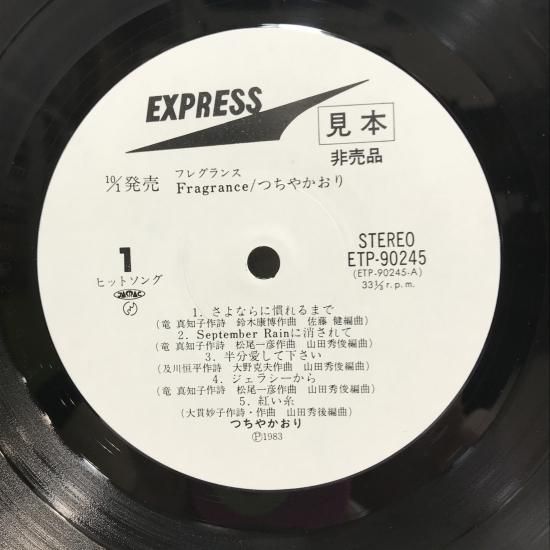 EXPRESS
見本
非売品
10/1発売
フレグランス
Fragrance/つちやかおり
1
ヒットソング
STEREO
ETP-90245
(ETP-90245-A)
33⅓ r.p.m.
1. さよならに慣れるまで
(竜 真知子作詩 鈴木康博作曲 佐藤 健編曲)
2. September Rainに消されて
(竜 真知子作詩 松尾一彦作曲 山田秀俊編曲)
3. 半分愛して下さい
(及川恒平作詩 大野克夫作曲 山田秀俊編曲)
4. ジェラシーから
(竜 真知子作詩 松尾一彦作曲 山田秀俊編曲)
5. 紅い糸
(大貫妙子作詩・作曲 山田秀後編曲)
つちやかおり
Ⓟ1983